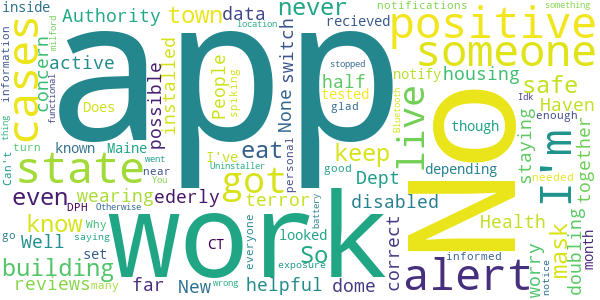 app
work
No
alert
state
cases
positive
someone
live
I'm
got
building
know
even
So
town
Authority
data
never
inside
information
concern
active
installed
possible
People
spiking
None
switch
recieved
stopped
half
tested
glad
personal
notifications
something
location
milford
functional
Does
notify
Bluetooth
housing
safe
Idk
enough
Haven
though
depending
staying
together
doubling
month
thing
Can't
turn
known
Maine
near
went
You
I've
Uninstaller
eat
good
keep
Dept
disabled
wearing
ederly
terror
DPH
Otherwise
Why
saying
go
Well
set
CT
everyone
looked
battery
exposure
wrong
correct
Health
needed
mask
worry
informed
notice
reviews
many
far
New
helpful
dome